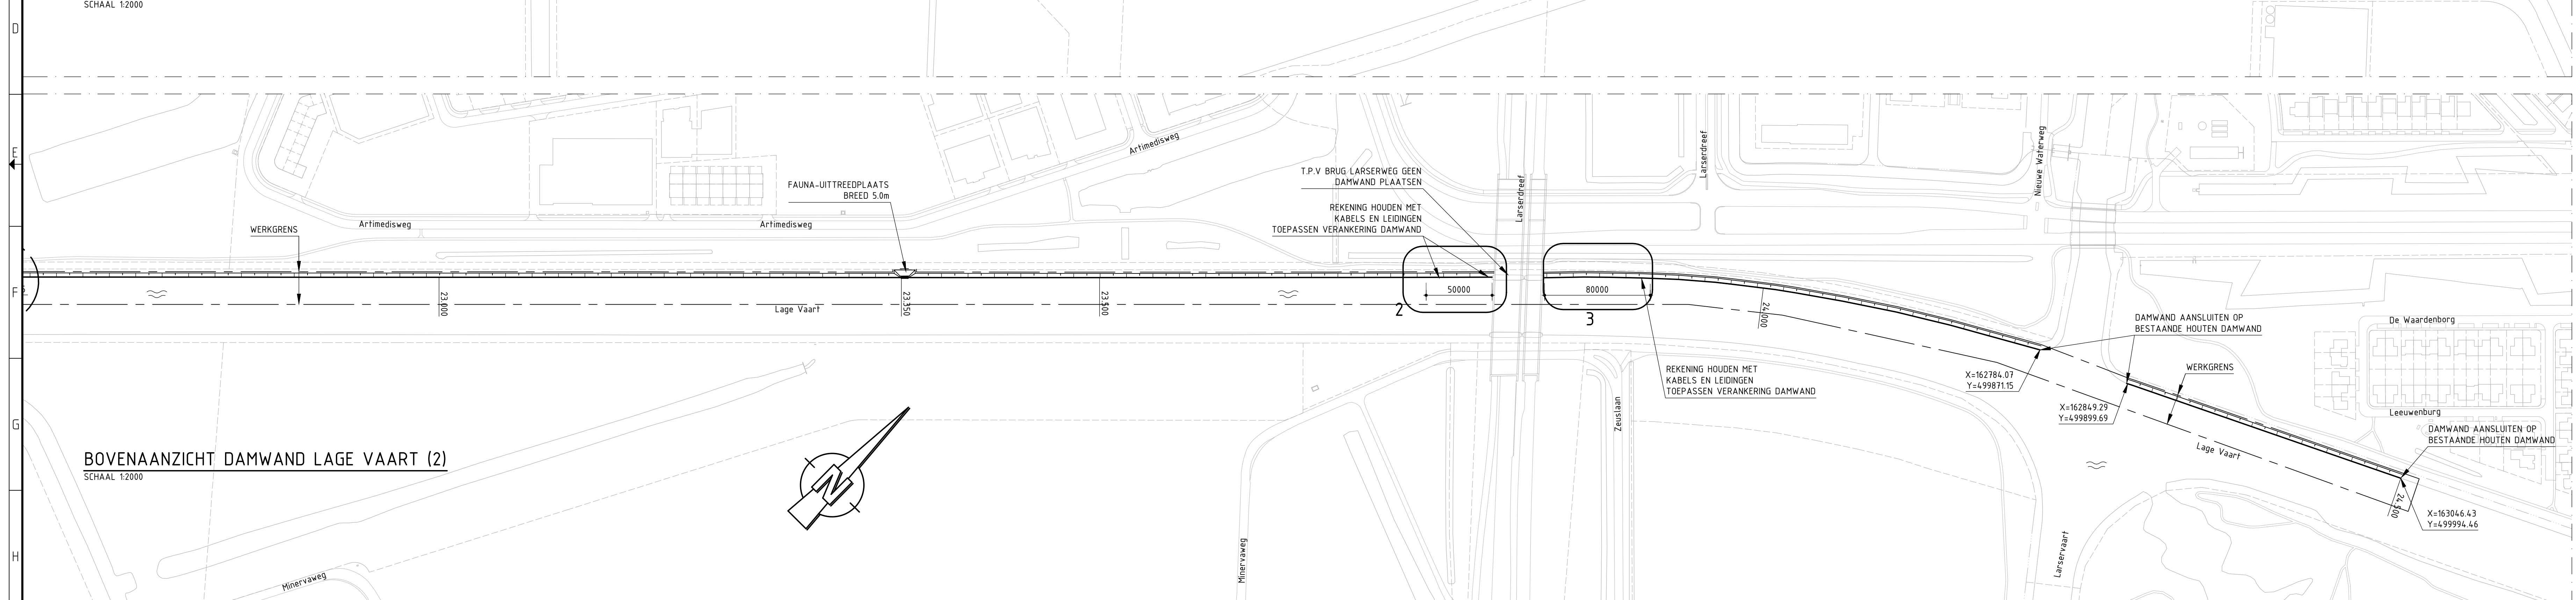 SCHAAL 1:2000
D
E
F
G
H
Artimedisweg
Larserdreef
Nieuwe Waterweg
T.P.V BRUG LARSERWEG GEEN
DAMWAND PLAATSEN
FAUNA-UITTREEDPLAATS
BREED 5.0m
Larserdreef
REKENING HOUDEN MET
KABELS EN LEIDINGEN
TOEPASSEN VERANKERING DAMWAND
WERKGRENS
Artimedisweg
Artimedisweg
23.000
23.350
23.500
24.000
50000
80000
2
3
Lage Vaart
DAMWAND AANSLUITEN OP
BESTAANDE HOUTEN DAMWAND
De Waardenborg
REKENING HOUDEN MET
KABELS EN LEIDINGEN
TOEPASSEN VERANKERING DAMWAND
X=162784.07
Y=499871.15
WERKGRENS
X=162849.29
Y=499899.69
Leeuwenburg
Zeuslaan
DAMWAND AANSLUITEN OP
BESTAANDE HOUTEN DAMWAND
Lage Vaart
BOVENAANZICHT DAMWAND LAGE VAART (2)
SCHAAL 1:2000
N
24.500
X=163046.43
Y=499994.46
Minervaweg
Minervaweg
Larservaart